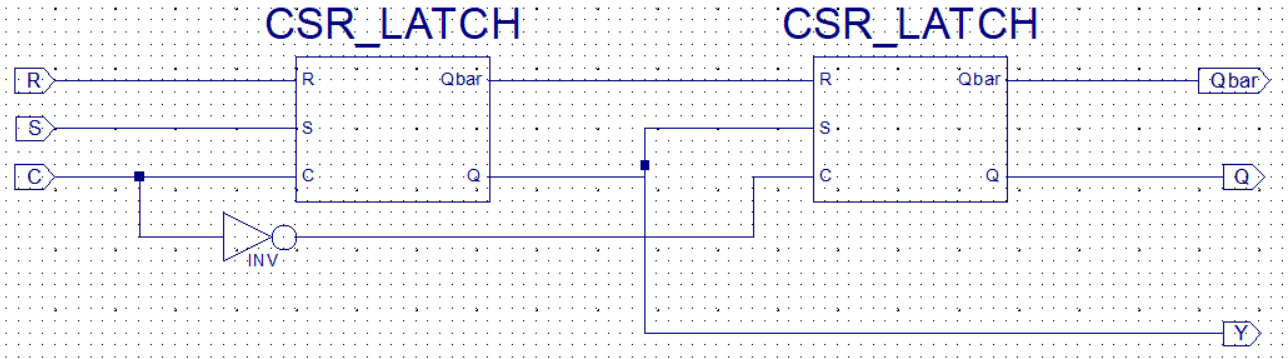 CSR_LATCH CSR_LATCH
R R Qbar R Qbar Qbar
S S S
C C Q C Q Q
INV
Y